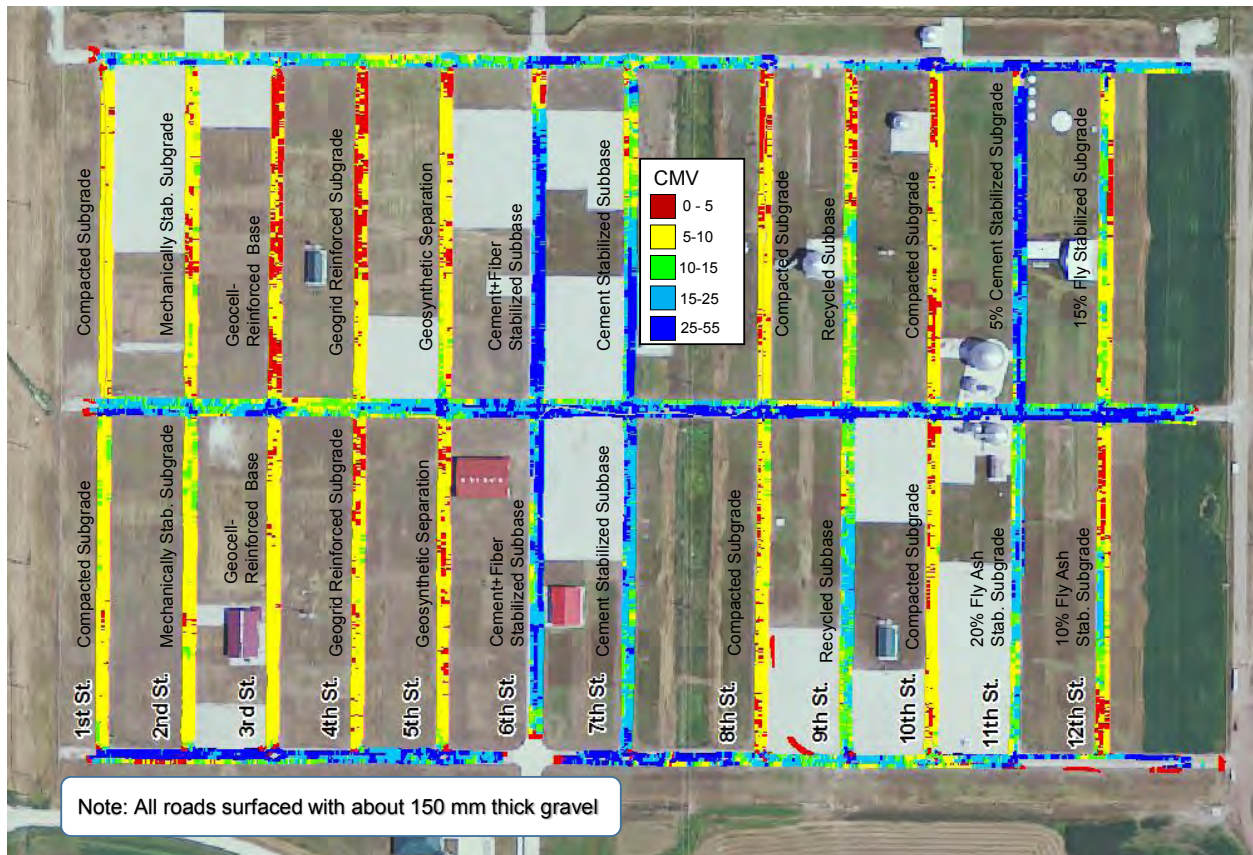 Compacted Subgrade
Mechanically Stab. Subgrade
Geocell-
Reinforced Base
Geogrid Reinforced Subgrade
Geosynthetic Separation
Cement+Fiber
Stabilized Subbase
Cement Stabilized Subbase
CMV
0 - 5
5-10
10-15
15-25
25-55
Compacted Subgrade
Recycled Subbase
Compacted Subgrade
5% Cement Stabilized Subgrade
15% Fly Stabilized Subgrade
Compacted Subgrade
Mechanically Stab. Subgrade
Geocell-
Reinforced Base
Geogrid Reinforced Subgrade
Geosynthetic Separation
Cement+Fiber
Stabilized Subbase
Cement Stabilized Subbase
Compacted Subgrade
Recycled Subbase
Compacted Subgrade
20% Fly Ash
Stab. Subgrade
10% Fly Ash
Stab. Subgrade
1st St.
2nd St.
3rd St.
4th St.
5th St.
6th St.
7th St.
8th St.
9th St.
10th St.
11th St.
12th St.
Note: All roads surfaced with about 150 mm thick gravel